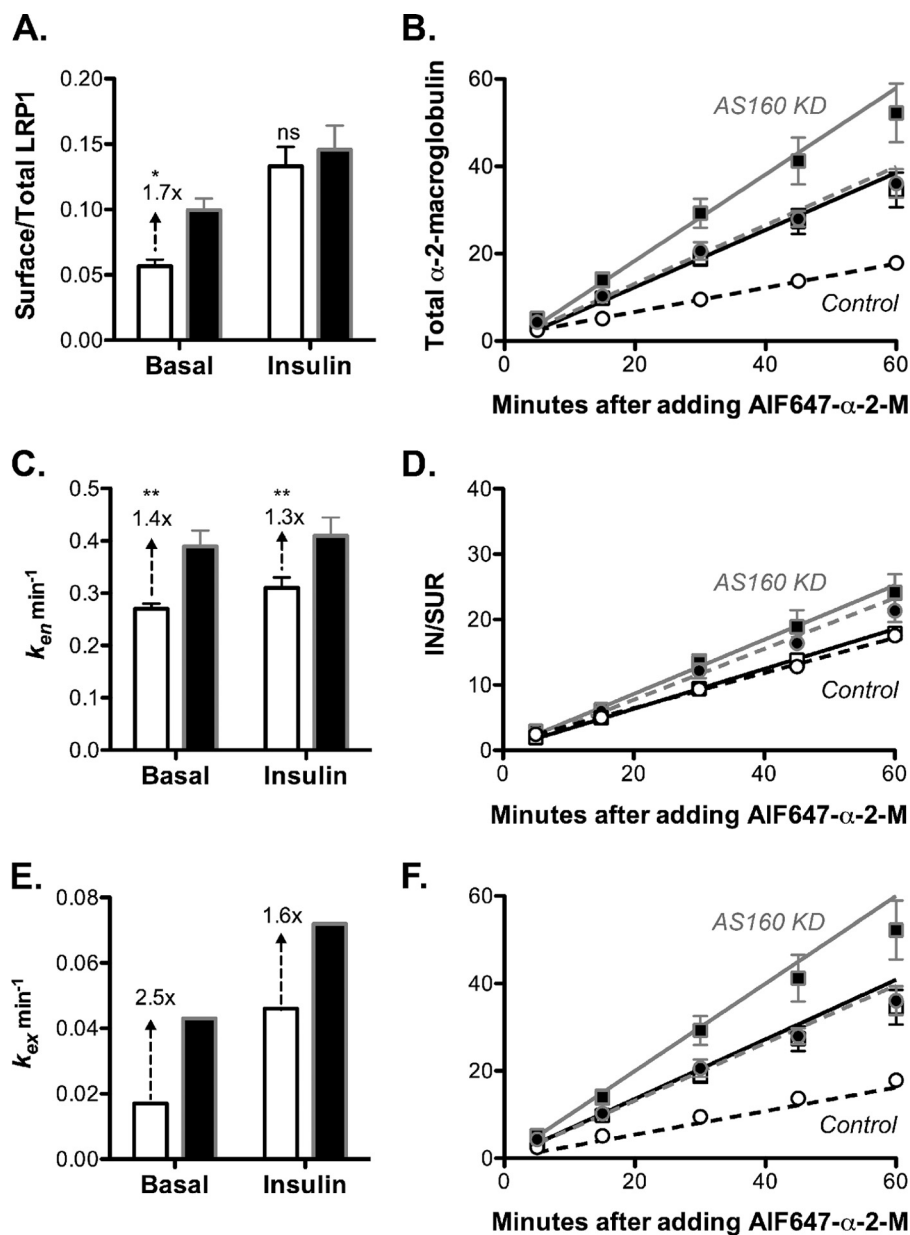 A.
Surface/Total LRP1
0.20
0.15
0.10
0.05
0.00
*
1.7x
ns
Basal
Insulin
B.
Total α-2-macroglobulin
60
40
20
0
AS160 KD
Control
0
20
40
60
Minutes after adding AlF647-α-2-M
C.
k_en min⁻¹
0.5
0.4
0.3
0.2
0.1
0.0
**
1.4x
**
1.3x
Basal
Insulin
D.
IN/SUR
40
30
20
10
0
AS160 KD
Control
0
20
40
60
Minutes after adding AlF647-α-2-M
E.
k_ex min⁻¹
0.08
0.06
0.04
0.02
0.00
2.5x
1.6x
Basal
Insulin
F.
60
40
20
0
AS160 KD
Control
0
20
40
60
Minutes after adding AlF647-α-2-M